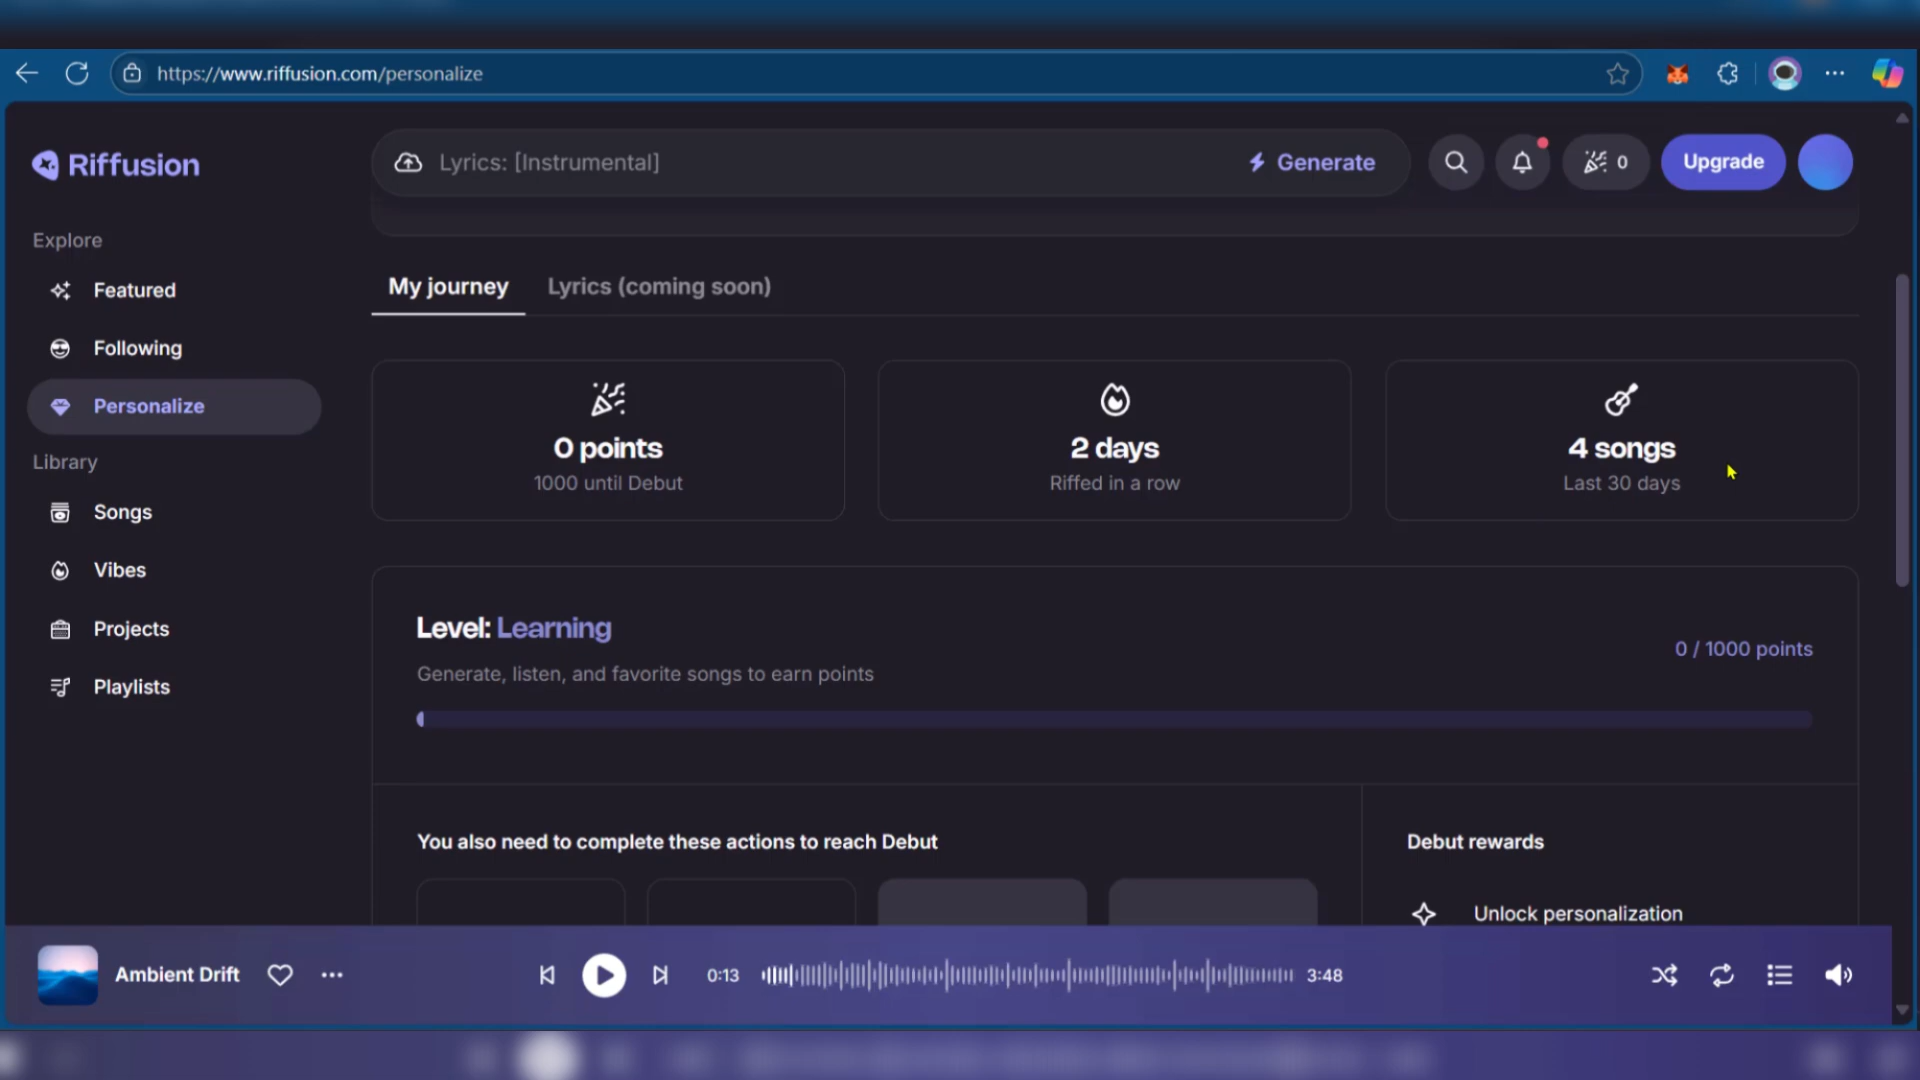 https://www.riffusion.com/personalize
Riffusion
Lyrics: [Instrumental]
Generate
0
Upgrade
Explore
Featured
Following
Personalize
Library
Songs
Vibes
Projects
Playlists
My journey
Lyrics (coming soon)
0 points
1000 until Debut
2 days
Riffed in a row
4 songs
Last 30 days
Level: Learning
0 / 1000 points
Generate, listen, and favorite songs to earn points
You also need to complete these actions to reach Debut
Debut rewards
Unlock personalization
Ambient Drift
0:13
3:48